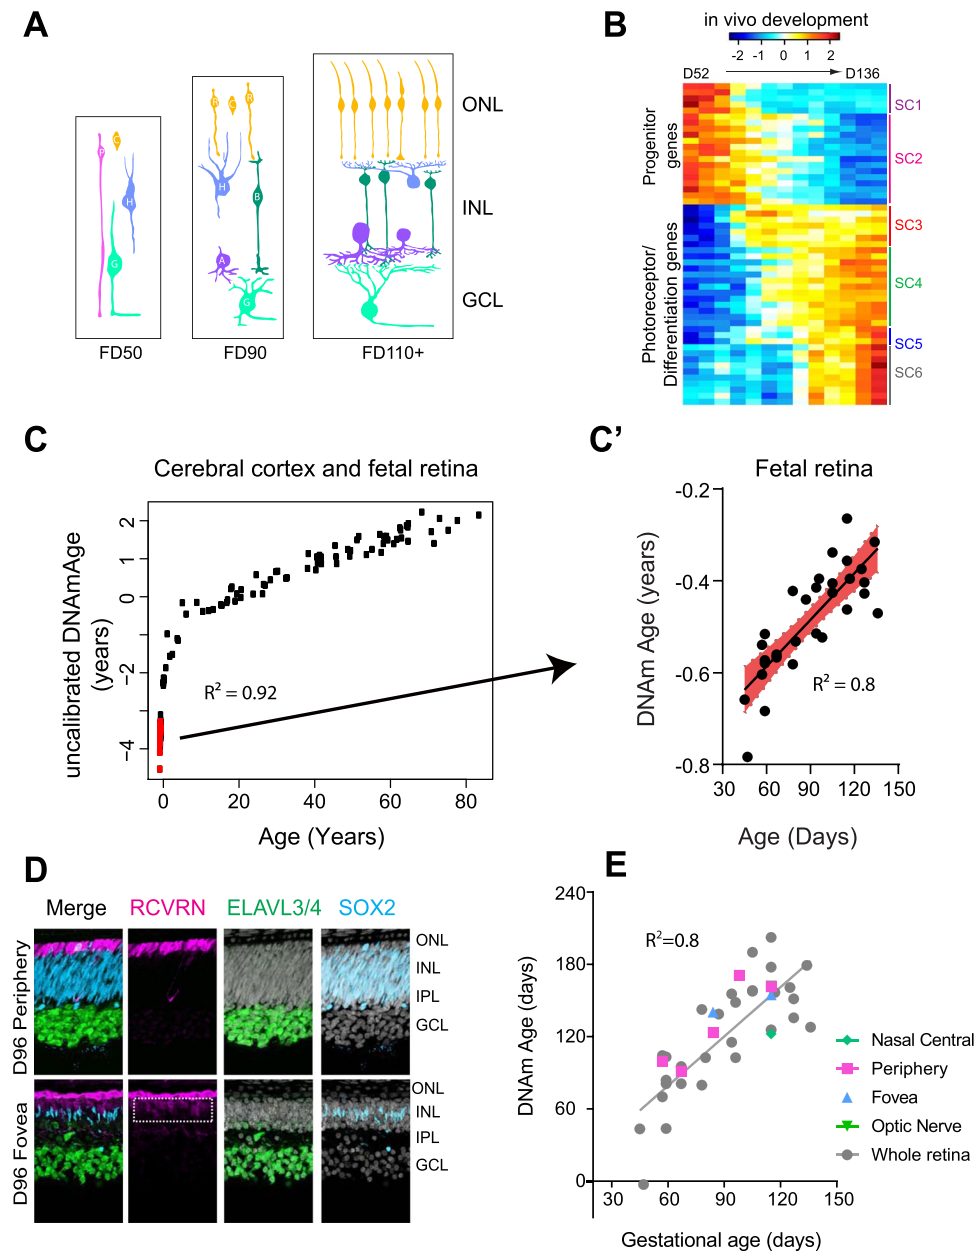 A
P
C
H
G
FD50
R
C
R
H
B
A
G
FD90
FD110+
ONL
INL
GCL
B
in vivo development
-2 -1 0 1 2
D52
D136
Progenitor
genes
Photoreceptor/
Differentiation genes
SC1
SC2
SC3
SC4
SC5
SC6
C
Cerebral cortex and fetal retina
uncalibrated DNAmAge
(years)
2
1
0
−2
−4
R² = 0.92
0 20 40 60 80
Age (Years)
C’
Fetal retina
DNAm Age (years)
-0.2
-0.4
-0.6
-0.8
R² = 0.8
30 60 90 120 150
Age (Days)
D
Merge RCVRN ELAVL3/4 SOX2
D96 Periphery
ONL
INL
IPL
GCL
D96 Fovea
ONL
INL
IPL
GCL
E
DNAm Age (days)
240
180
120
60
0
R²=0.8
30 60 90 120 150
Gestational age (days)
Nasal Central
Periphery
Fovea
Optic Nerve
Whole retina